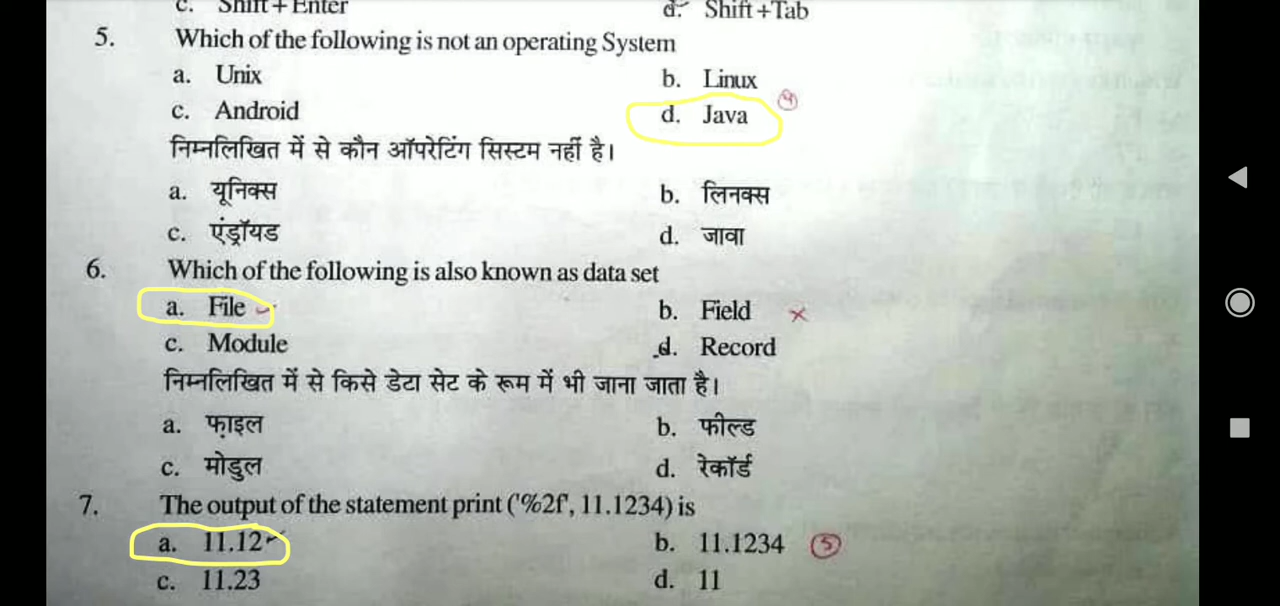 c. Shift + Enter d. Shift +Tab
5. Which of the following is not an operating System
a. Unix b. Linux
c. Android d. Java 4
निम्नलिखित में से कौन ऑपरेटिंग सिस्टम नहीं है।
a. यूनिक्स b. लिनक्स
c. एंड्रॉयड d. जावा
6. Which of the following is also known as data set
a. File b. Field
c. Module d. Record
निम्नलिखित में से किसे डेटा सेट के रूम में भी जाना जाता है।
a. फ़ाइल b. फील्ड
c. मोडुल d. रेकॉर्ड
7. The output of the statement print ('%2f', 11.1234) is
a. 11.12 b. 11.1234 5
c. 11.23 d. 11